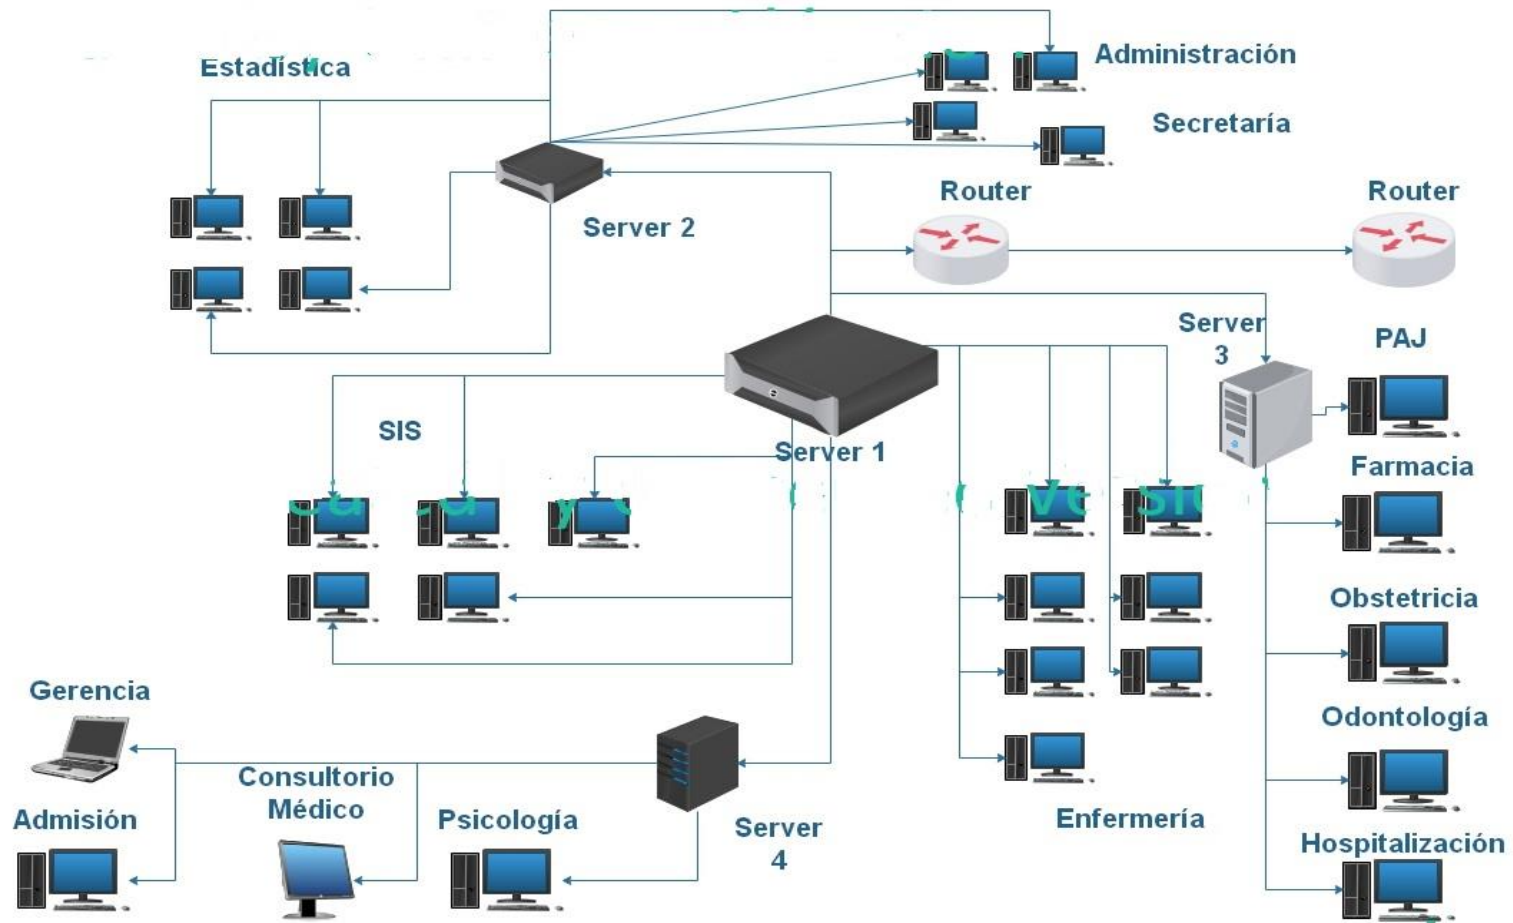 Administración
Estadística
Secretaría
Router
Router
Server 2
Server
3
PAJ
SIS
Server 1
Farmacia
Obstetricia
Gerencia
Odontología
Consultorio
Médico
Admisión
Psicología
Server
4
Enfermería
Hospitalización